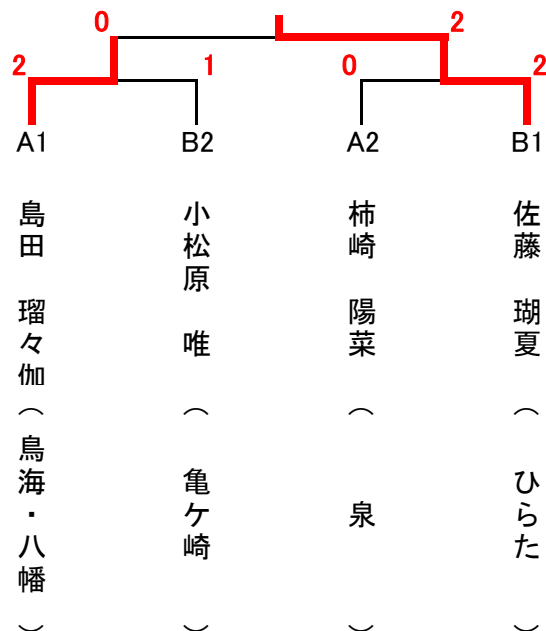 0 2
2 1 0 2
A1 B2 A2 B1
島田 瑠々伽（鳥海・八幡）
小松原 唯（亀ケ崎）
柿崎 陽菜（泉）
佐藤 瑚夏（ひらた）